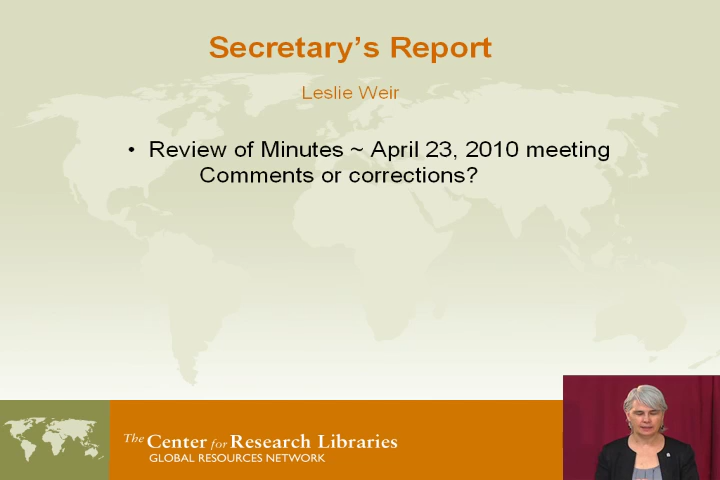 Secretary's Report
Leslie Weir
• Review of Minutes ~ April 23, 2010 meeting
Comments or corrections?
The Center for Research Libraries
GLOBAL RESOURCES NETWORK